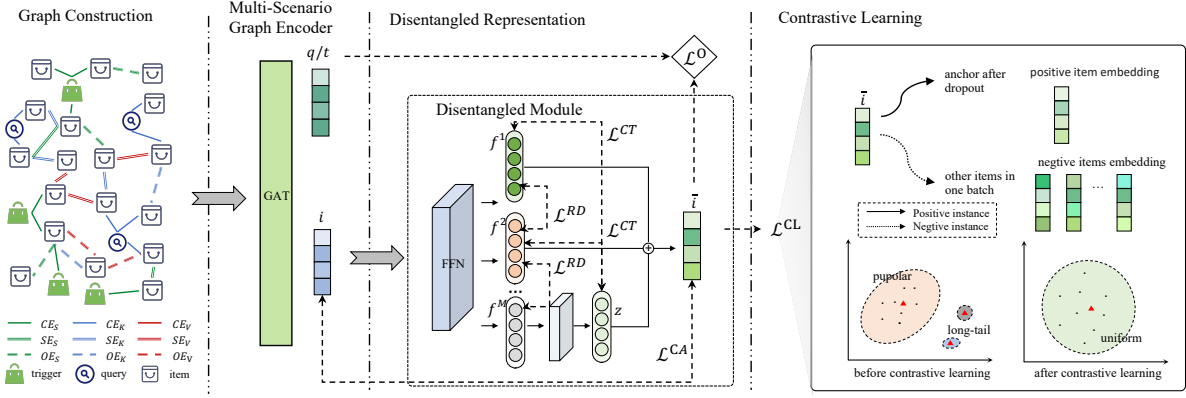 Graph Construction
Multi-Scenario
Graph Encoder
Disentangled Representation
Contrastive Learning
q/t
GAT
i
Disentangled Module
FFN
f^1
f^2
f^M
...
z
ℒ^CT
ℒ^RD
ℒ^CT
ℒ^RD
ℒ^CA
ℒ^O
i̅
ℒ^CL
i̅
anchor after
dropout
other items in
one batch
positive item embedding
negtive items embedding
...
Positive instance
Negtive instance
pupolar
long-tail
before contrastive learning
uniform
after contrastive learning
CE_S CE_K CE_V
SE_S SE_K SE_V
OE_S OE_K OE_V
trigger query item